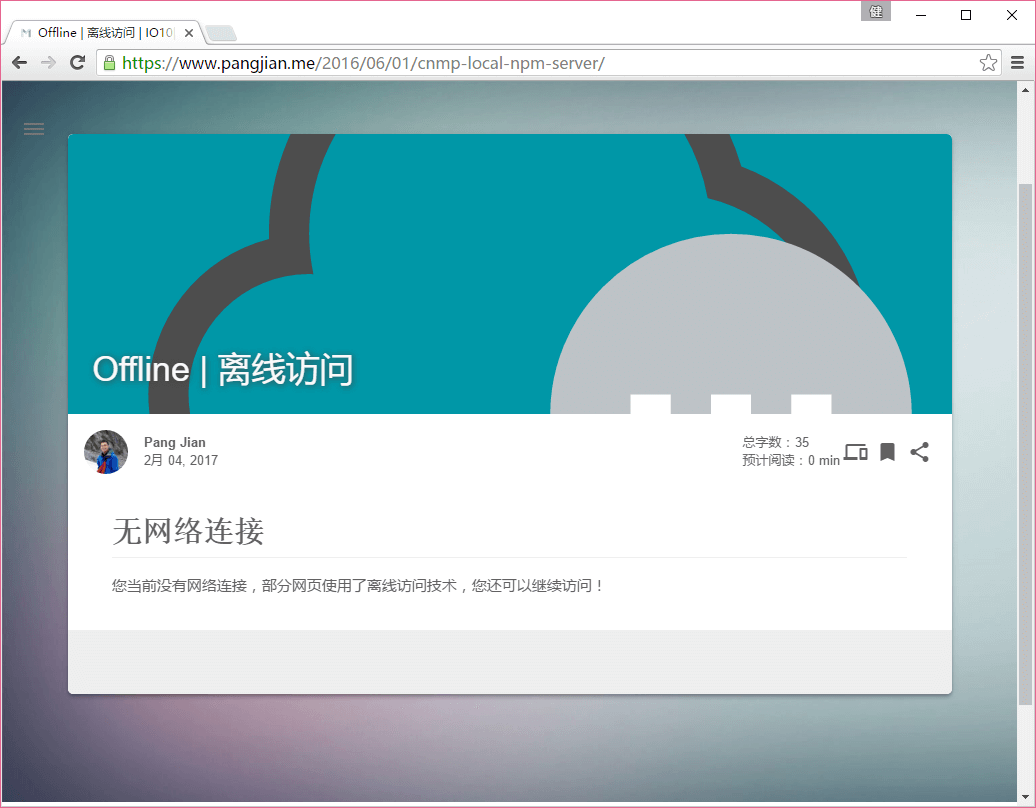 健
Offline | 离线访问 | IO10
https://www.pangjian.me/2016/06/01/cnmp-local-npm-server/
Offline | 离线访问
Pang Jian
2月 04, 2017
总字数：35
预计阅读：0 min
无网络连接
您当前没有网络连接，部分网页使用了离线访问技术，您还可以继续访问！